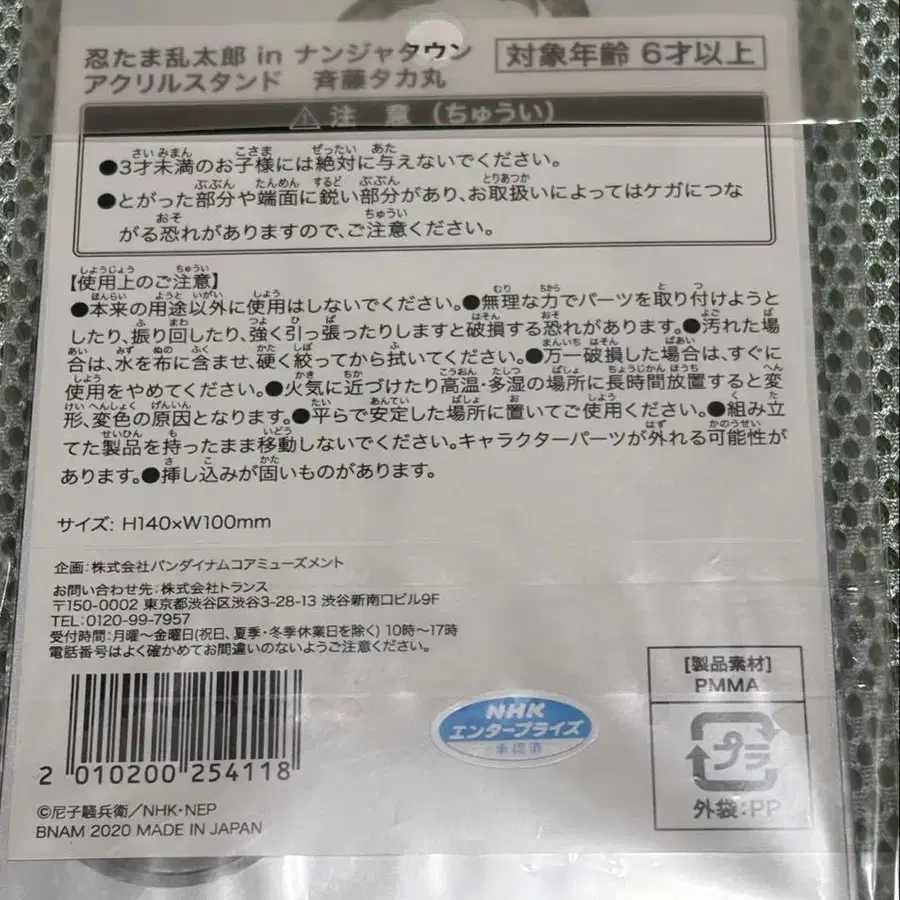 忍たま乱太郎 in ナンジャタウン
アクリルスタンド 斉藤タカ丸
対象年齢 6才以上
⚠注 意（ちゅうい）
●3才未満のお子様には絶対に与えないでください。
●とがった部分や端面に鋭い部分があり、お取扱いによってはケガにつな
がる恐れがありますので、ご注意ください。
【使用上のご注意】
●本来の用途以外に使用はしないでください。●無理な力でパーツを取り付けようと
したり、振り回したり、強く引っ張ったりしますと破損する恐れがあります。●汚れた場
合は、水を布に含ませ、硬く絞ってから拭いてください。●万一破損した場合は、すぐに
使用をやめてください。●火気に近づけたり高温・多湿の場所に長時間放置すると変
形、変色の原因となります。●平らで安定した場所に置いてご使用ください。●組み立
てた製品を持ったまま移動しないでください。キャラクターパーツが外れる可能性が
あります。●挿し込みが固いものがあります。
サイズ: H140×W100mm
企画：株式会社バンダイナムコアミューズメント
お問い合わせ先：株式会社トランス
〒150-0002 東京都渋谷区渋谷3-28-13 渋谷新南口ビル9F
TEL：0120-99-7957
受付時間：月曜～金曜日(祝日、夏季・冬季休業日を除く) 10時～17時
電話番号はよく確かめてお間違いのないようご注意ください。
2 010200 254118
©尼子騒兵衛／NHK・NEP
BNAM 2020 MADE IN JAPAN
NHK
エンタープライズ
承認済
[製品素材]
PMMA
プラ
外袋：PP